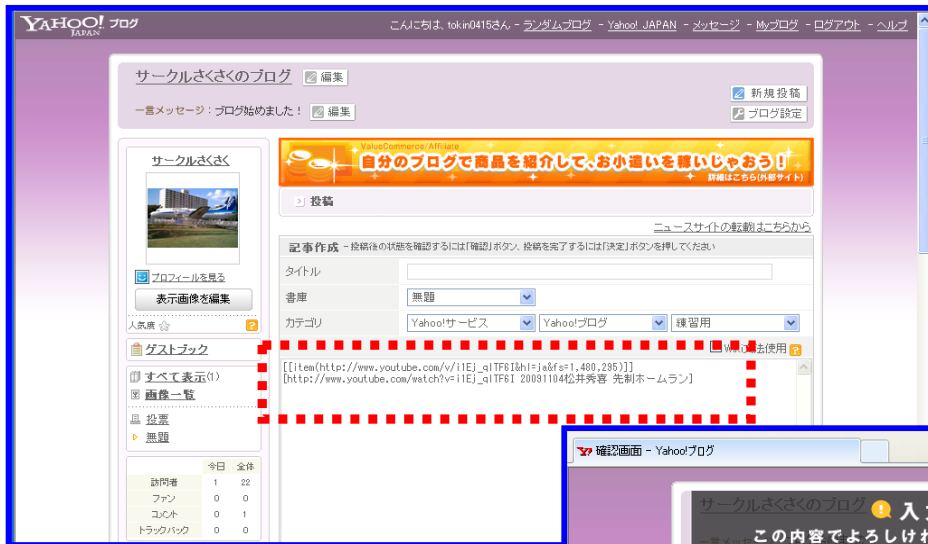 YAHOO! ブログ
JAPAN
こんにちは、tokin0415さん - ランダムブログ - Yahoo! JAPAN - メッセージ - Myブログ - ログアウト - ヘルプ
サークルさくさくのブログ 編集
一言メッセージ：ブログ始めました！ 編集
新規投稿
ブログ設定
サークルさくさく
プロフィールを見る
表示画像を編集
人気度
ゲストブック
すべて表示(1)
画像一覧
投票
無題
今日 全体
訪問者 1 22
ファン 0 0
コメント 0 1
トラックバック 0 0
ValueCommerce/Affiliate
自分のブログで商品を紹介して、お小遣いを稼いじゃおう！
詳細はこちら(外部サイト)
投稿
ニュースサイトの転載はこちらから
記事作成 - 投稿後の状態を確認するには「確認」ボタン、投稿を完了するには「決定」ボタンを押してください
タイトル
書庫 無題
カテゴリ Yahoo!サービス Yahoo!ブログ 練習用
法使用
[[item(http://www.youtube.com/v/i1Ej_qITF6I&hl=ja&fs=1,480,295)]]
[http://www.youtube.com/watch?v=i1Ej_qITF6I 20091104松井秀喜 先制ホームラン]
確認画面 - Yahoo!ブログ
サークルさくさくのブログ
この内容でよろしけれ